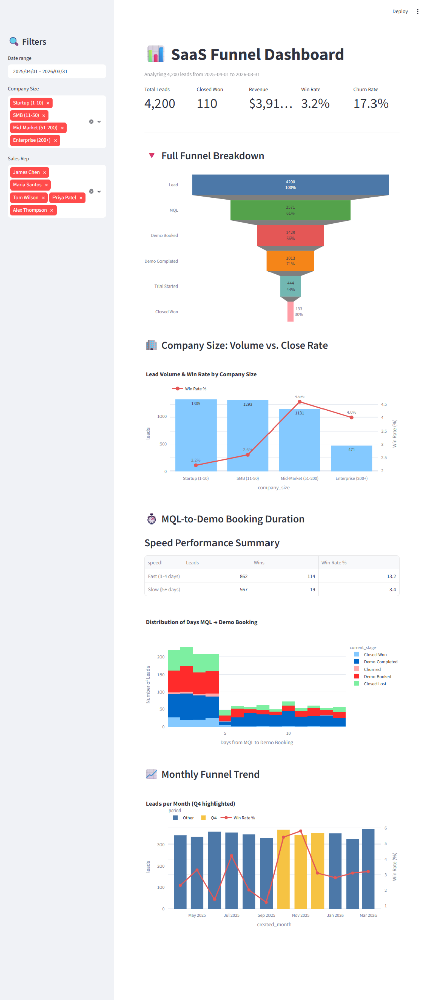 Deploy
Filters
Date range
2025/04/01 – 2026/03/31
Company Size
Startup (1-10) ×
SMB (11-50) ×
Mid-Market (51-200) ×
Enterprise (200+) ×
Sales Rep
James Chen ×
Maria Santos ×
Tom Wilson × Priya Patel ×
Alex Thompson ×
SaaS Funnel Dashboard
Analyzing 4,200 leads from 2025-04-01 to 2026-03-31
Total Leads Closed Won Revenue Win Rate Churn Rate
4,200 110 $3,91… 3.2% 17.3%
Full Funnel Breakdown
Lead
4200
100%
MQL
2571
61%
Demo Booked
1429
56%
Demo Completed
1013
71%
Trial Started
444
44%
Closed Won
133
30%
Company Size: Volume vs. Close Rate
Lead Volume & Win Rate by Company Size
Win Rate %
leads
1000
500
0
1305
1293
1131
471
2.2%
2.6%
4.6%
4.0%
4.5
4
3.5
3
2.5
2
Win Rate (%)
Startup (1-10) SMB (11-50) Mid-Market (51-200) Enterprise (200+)
company_size
MQL-to-Demo Booking Duration
Speed Performance Summary
speed Leads Wins Win Rate %
Fast (1-4 days) 862 114 13.2
Slow (5+ days) 567 19 3.4
Distribution of Days MQL → Demo Booking
Number of Leads
200
150
100
50
0
5 10
Days from MQL to Demo Booking
current_stage
Closed Won
Demo Completed
Churned
Demo Booked
Closed Lost
Monthly Funnel Trend
Leads per Month (Q4 highlighted)
period
Other Q4 Win Rate %
leads
300
200
100
0
6
5
4
3
2
1
Win Rate (%)
May 2025 Jul 2025 Sep 2025 Nov 2025 Jan 2026 Mar 2026
created_month